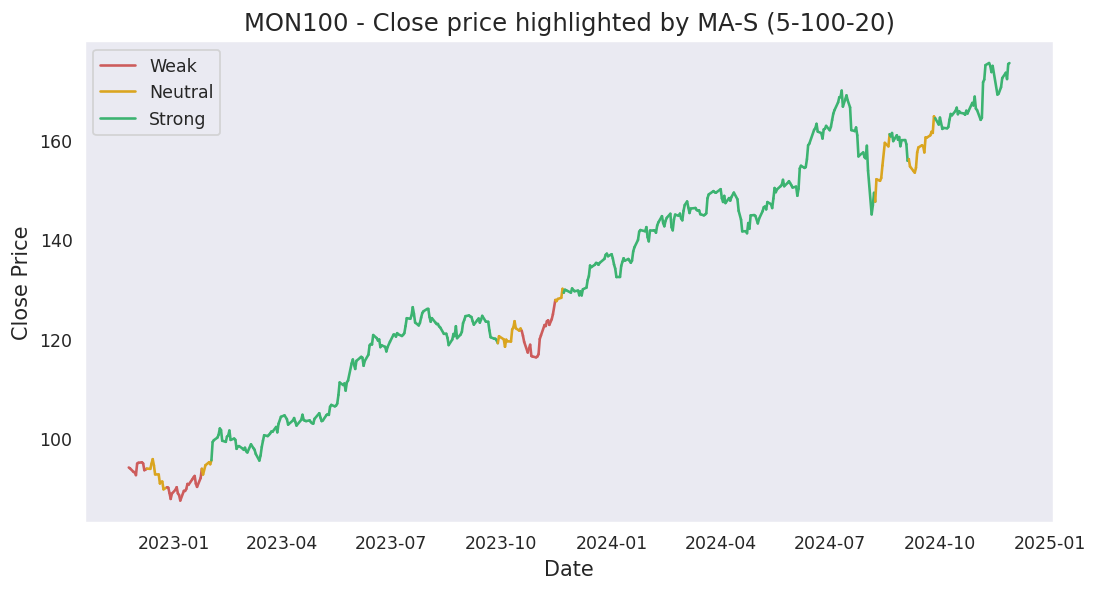 MON100 - Close price highlighted by MA-S (5-100-20)
Weak
Neutral
Strong
Close Price
160
140
120
100
2023-01 2023-04 2023-07 2023-10 2024-01 2024-04 2024-07 2024-10 2025-01
Date